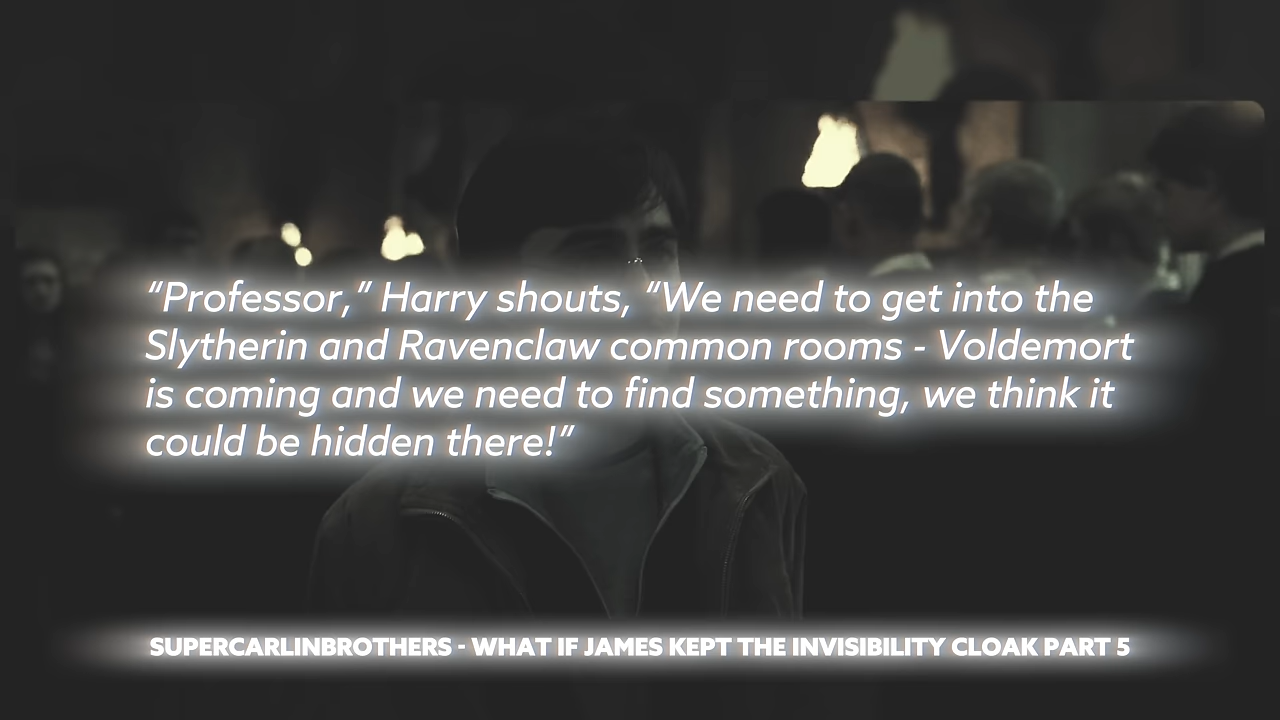 “Professor,” Harry shouts, “We need to get into the
Slytherin and Ravenclaw common rooms - Voldemort
is coming and we need to find something, we think it
could be hidden there!”
SUPERCARLINBROTHERS - WHAT IF JAMES KEPT THE INVISIBILITY CLOAK PART 5